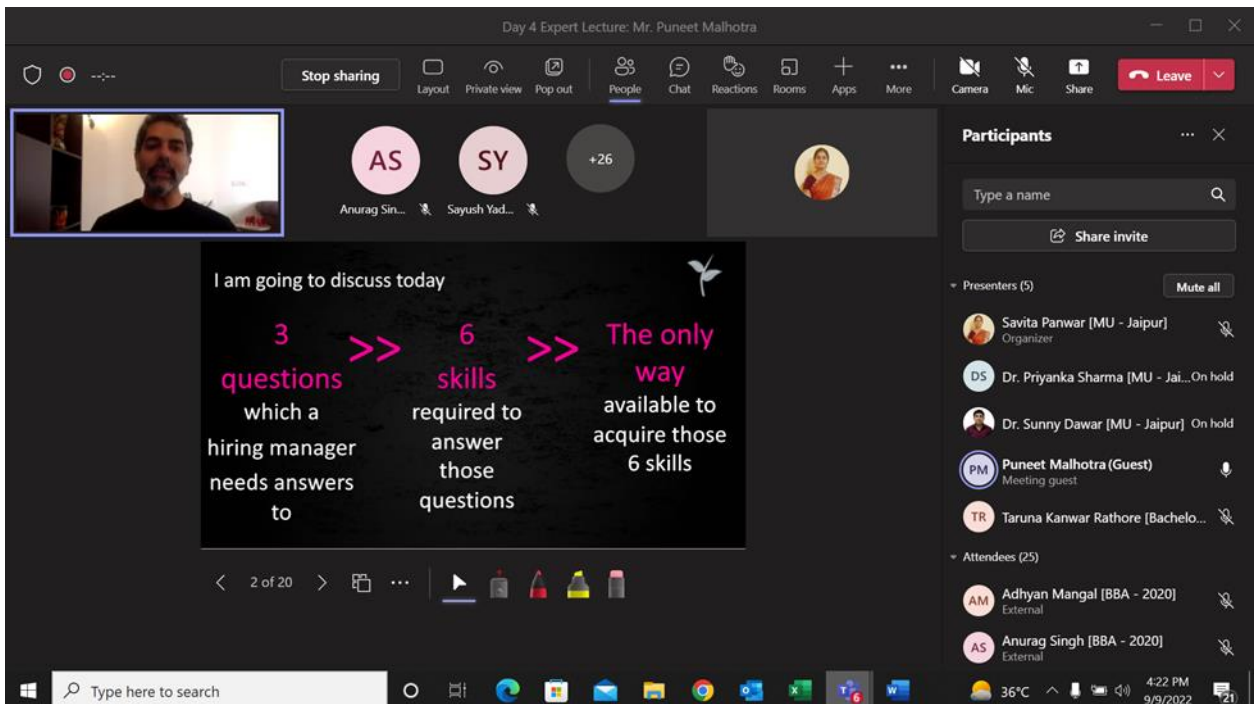 Day 4 Expert Lecture: Mr. Puneet Malhotra
--:--
Stop sharing
Layout
Private view
Pop out
People
Chat
Reactions
Rooms
Apps
More
Camera
Mic
Share
Leave
AS
SY
+26
Anurag Sin...
Sayush Yad...
I am going to discuss today
3
questions
which a
hiring manager
needs answers
to
>>
6
skills
required to
answer
those
questions
>>
The only
way
available to
acquire those
6 skills
2 of 20
Participants
Type a name
Share invite
Presenters (5)
Mute all
Savita Panwar [MU - Jaipur]
Organizer
DS
Dr. Priyanka Sharma [MU - Jai... On hold
Dr. Sunny Dawar [MU - Jaipur] On hold
PM
Puneet Malhotra (Guest)
Meeting guest
TR
Taruna Kanwar Rathore [Bachelo...
Attendees (25)
AM
Adhyan Mangal [BBA - 2020]
External
AS
Anurag Singh [BBA - 2020]
External
Type here to search
6
36°C
4:22 PM
9/9/2022
21